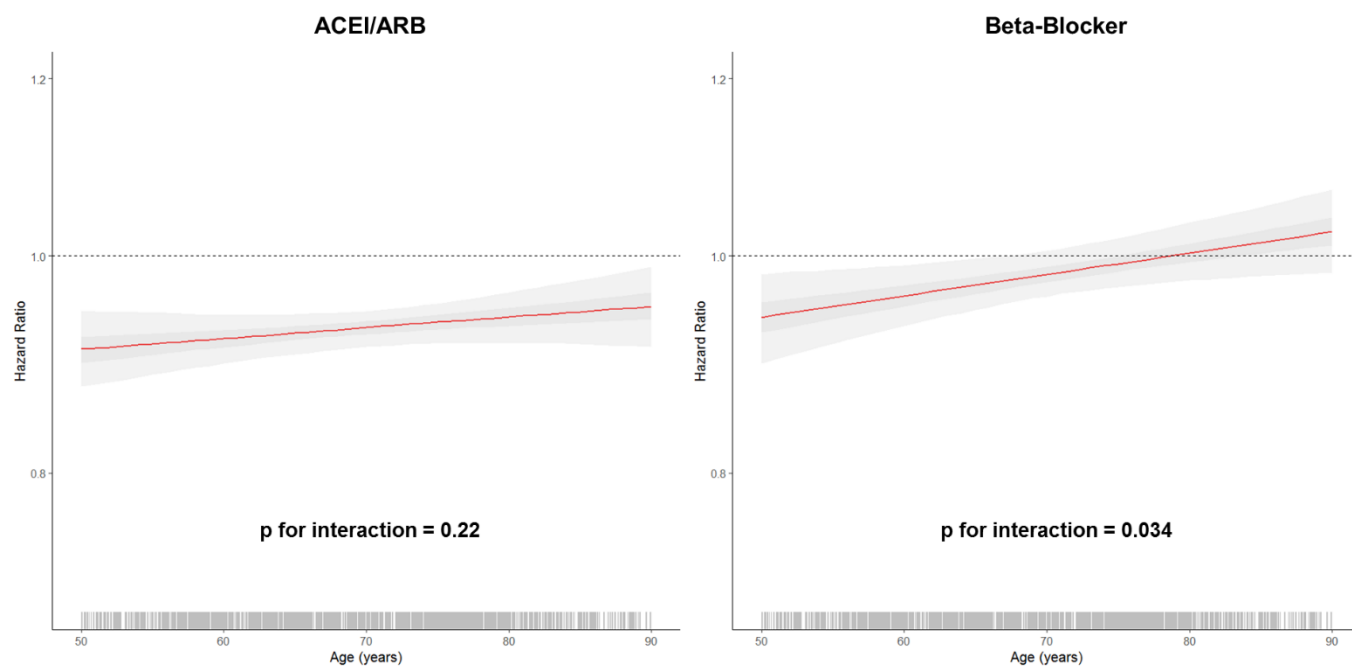 ACEI/ARB
1.2
1.0
0.8
Hazard Ratio
p for interaction = 0.22
50 60 70 80 90
Age (years)
Beta-Blocker
1.2
1.0
0.8
Hazard Ratio
p for interaction = 0.034
50 60 70 80 90
Age (years)